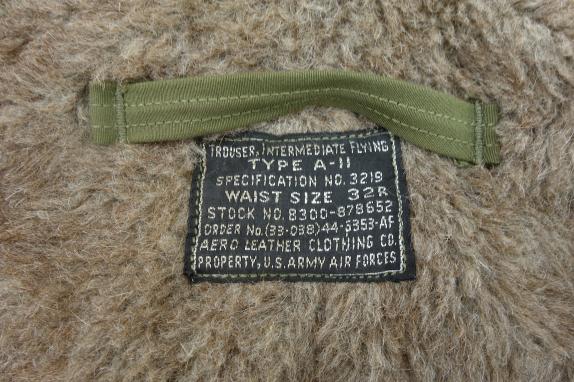 TROUSER, INTERMEDIATE FLYING
TYPE A-11
SPECIFICATION NO. 3219
WAIST SIZE 32R
STOCK NO. 8300-878652
ORDER No. (33-038) 44-5353-AF
AERO LEATHER CLOTHING CO.
PROPERTY, U.S. ARMY AIR FORCES